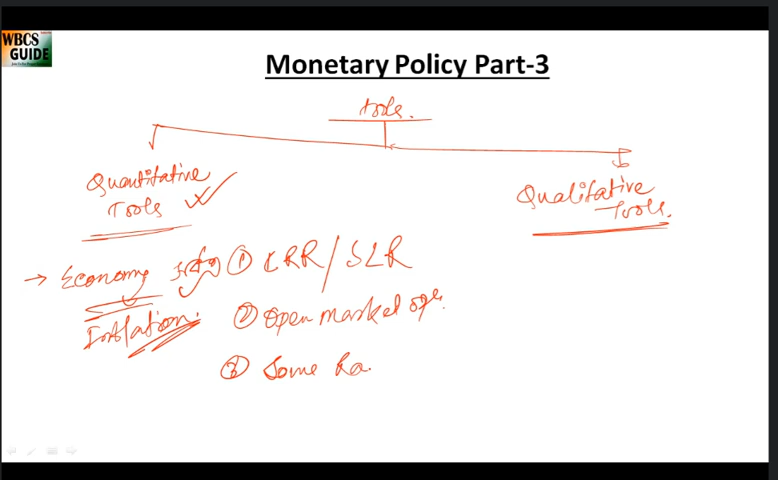 WBCS
GUIDE
Monetary Policy Part-3
tools.
Quantitative
Tools
Qualitative
Tools.
→ Economy
① CRR/SLR
Inflation.
② Open market
③ Some Ra